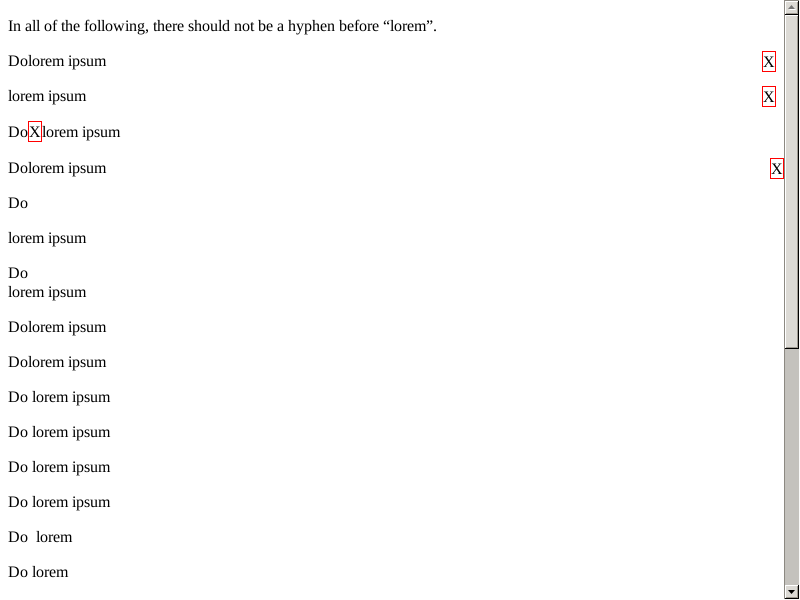 In all of the following, there should not be a hyphen before “lorem”.
Dolorem ipsum X
lorem ipsum X
DoXlorem ipsum
Dolorem ipsum X
Do
lorem ipsum
Do
lorem ipsum
Dolorem ipsum
Dolorem ipsum
Do lorem ipsum
Do lorem ipsum
Do lorem ipsum
Do lorem ipsum
Do  lorem
Do lorem